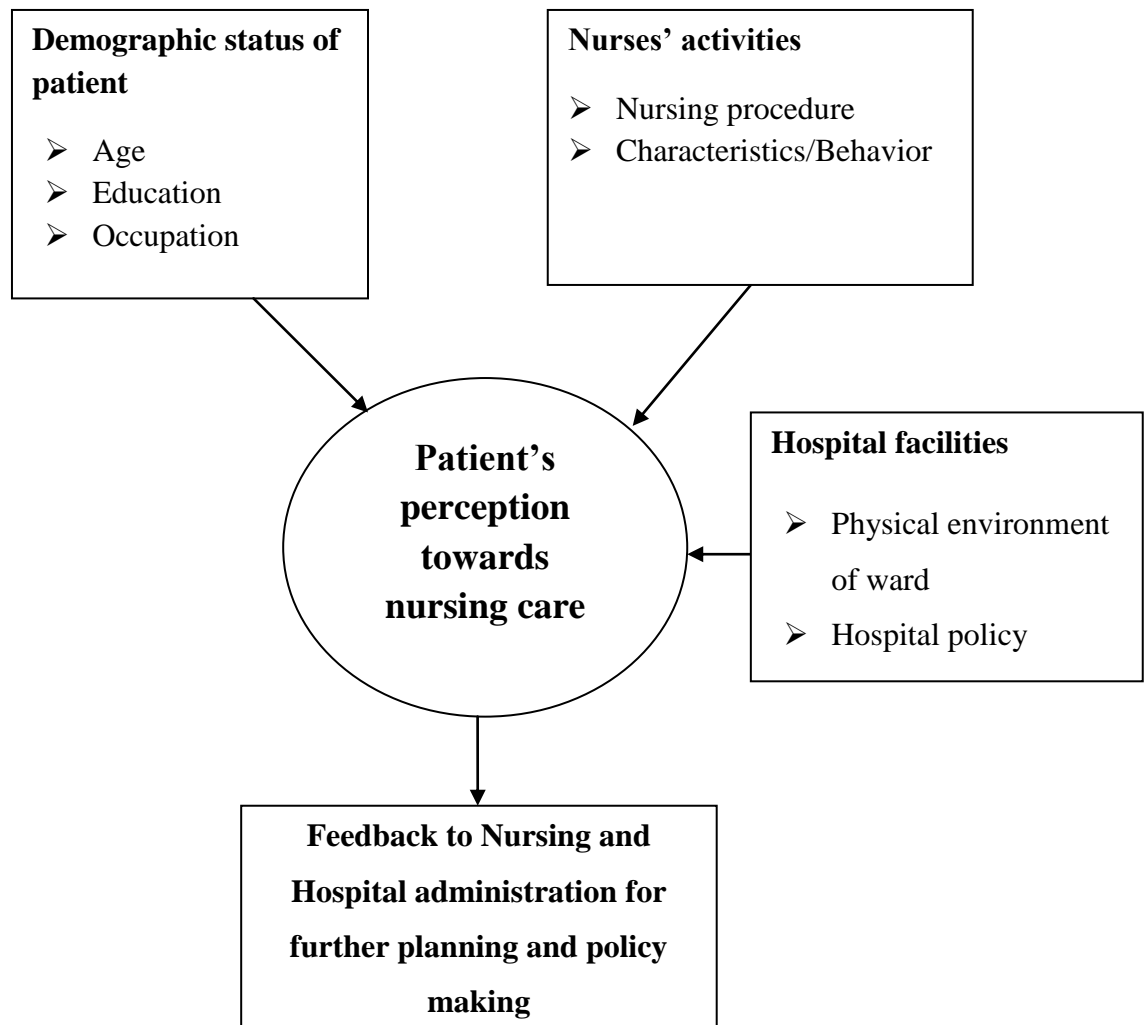 Demographic status of
patient
➢ Age
➢ Education
➢ Occupation
Nurses’ activities
➢ Nursing procedure
➢ Characteristics/Behavior
Patient’s
perception
towards
nursing care
Hospital facilities
➢ Physical environment
of ward
➢ Hospital policy
Feedback to Nursing and
Hospital administration for
further planning and policy
making